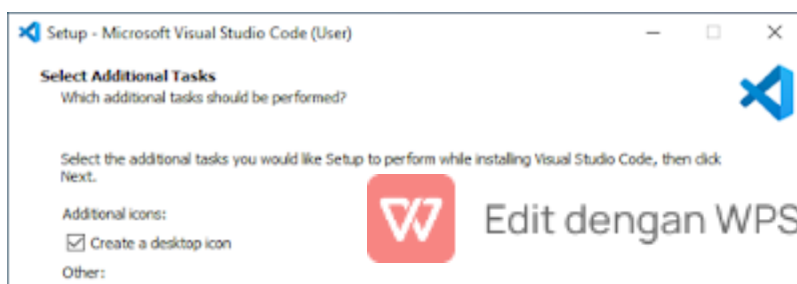 Setup - Microsoft Visual Studio Code (User)
Select Additional Tasks
Which additional tasks should be performed?
Select the additional tasks you would like Setup to perform while installing Visual Studio Code, then click
Next.
Additional icons:
Edit dengan WPS
Create a desktop icon
Other: